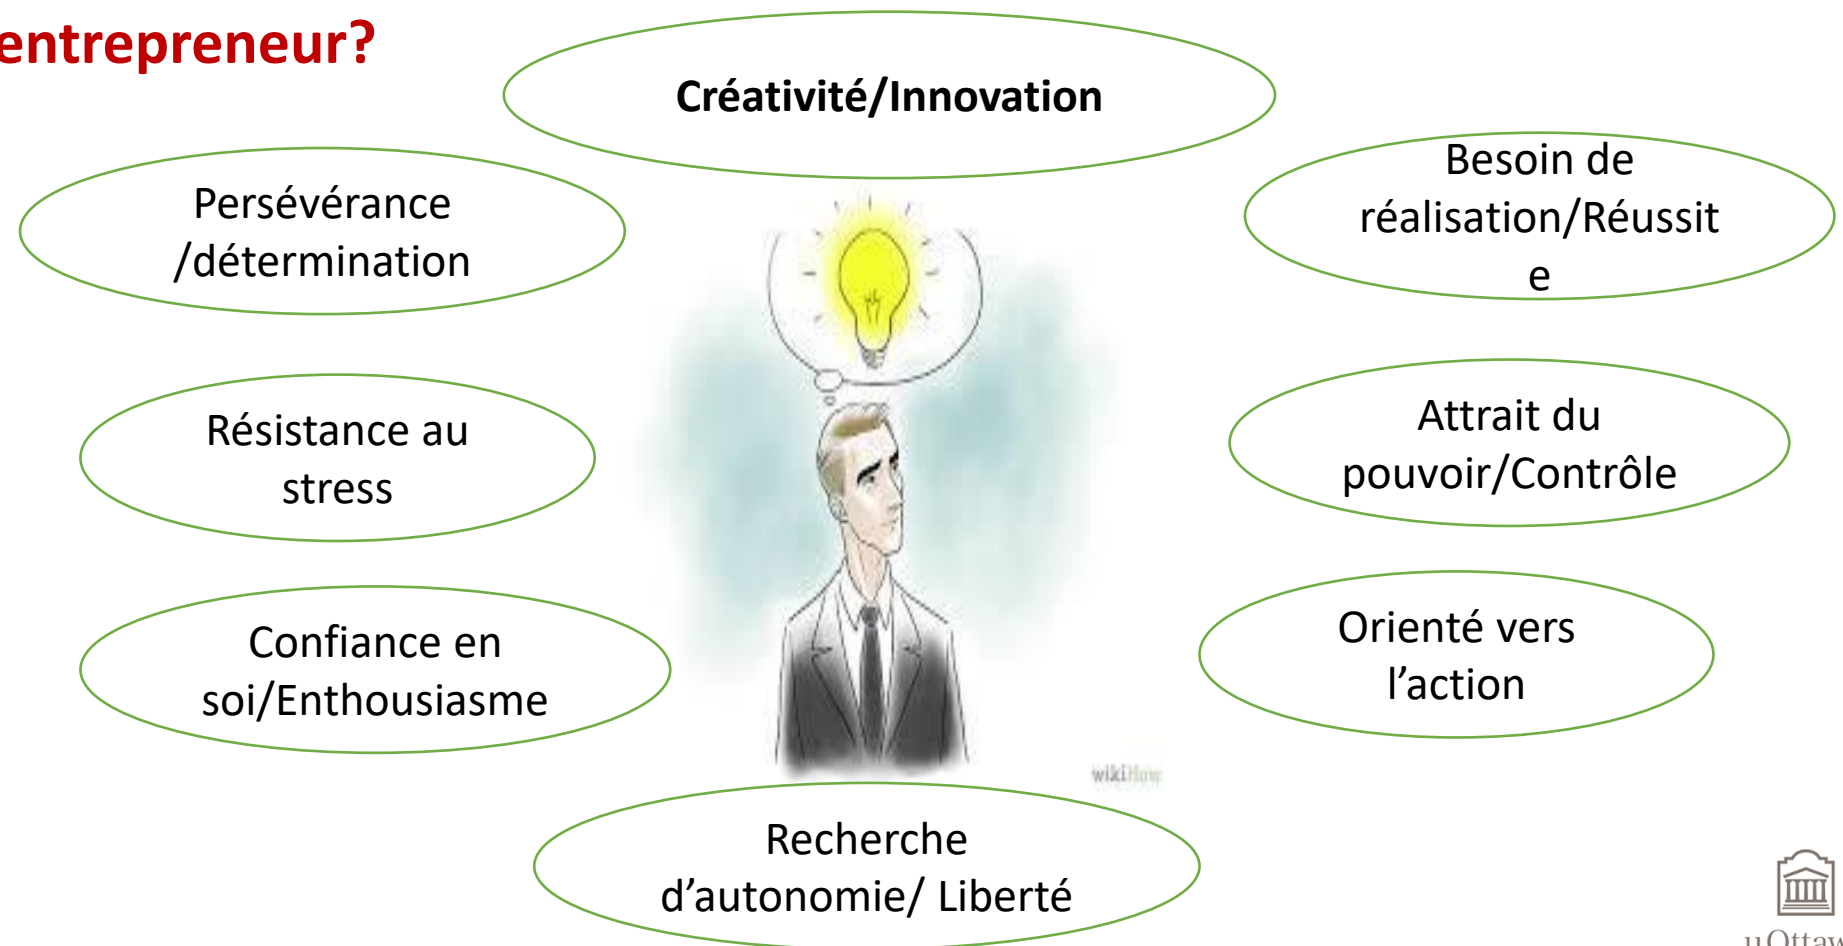 entrepreneur?
Créativité/Innovation
Persévérance
/détermination
Besoin de
réalisation/Réussit
e
Résistance au
stress
Attrait du
pouvoir/Contrôle
Confiance en
soi/Enthousiasme
Orienté vers
l’action
wikiHow
Recherche
d’autonomie/ Liberté
uOttaw